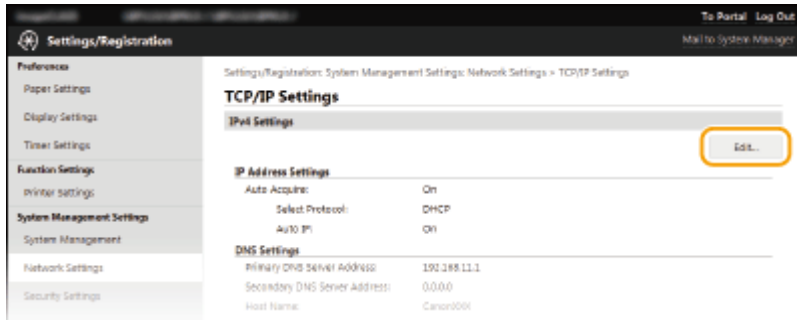 To Portal Log Out
Settings/Registration
Mail to System Manager
Preferences
Paper Settings
Display Settings
Timer Settings
Function Settings
Printer Settings
System Management Settings
System Management
Network Settings
Security Settings
Settings/Registration: System Management Settings: Network Settings > TCP/IP Settings
TCP/IP Settings
IPv4 Settings
Edit...
IP Address Settings
Auto Acquire: On
Select Protocol: DHCP
Auto IP: On
DNS Settings
Primary DNS Server Address: 192.168.11.1
Secondary DNS Server Address: 0.0.0.0
Host Name: CanonXXX